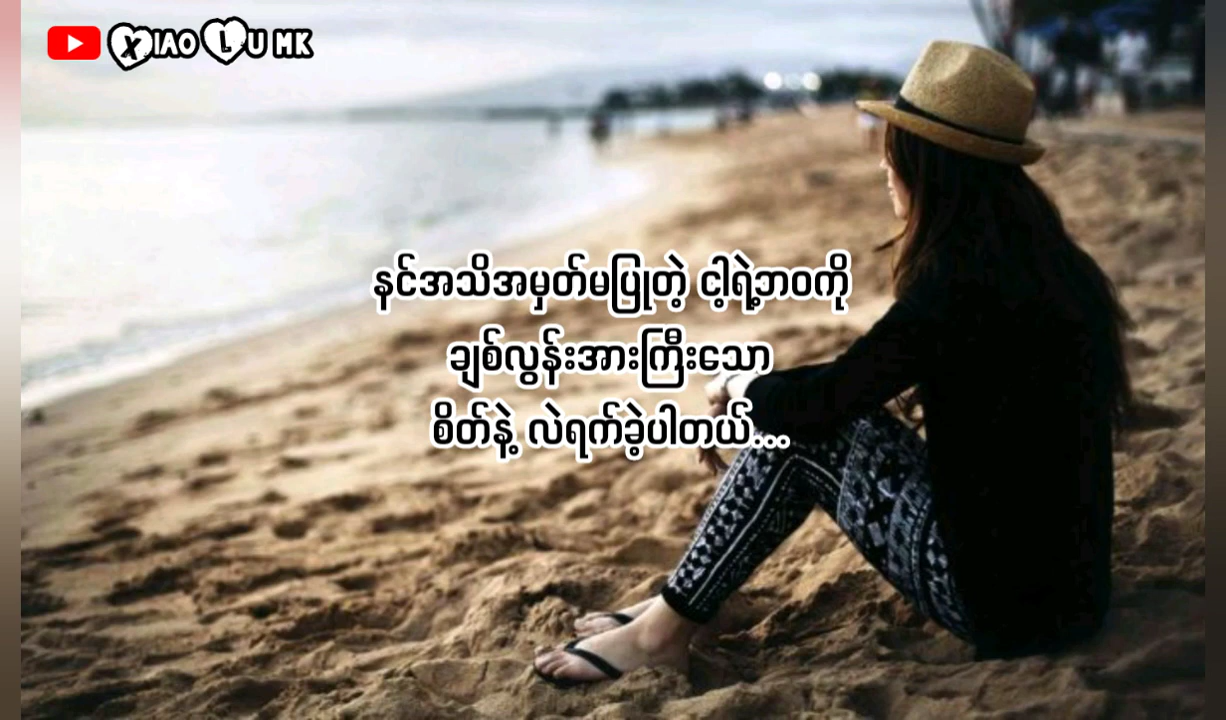 XIAO LU MK
နင်အသိအမှတ်မပြုတဲ့ ငါ့ရဲ့ဘဝကို
ချစ်လွန်းအားကြီးသော
စိတ်နဲ့ လဲရက်ခဲ့ပါတယ်...